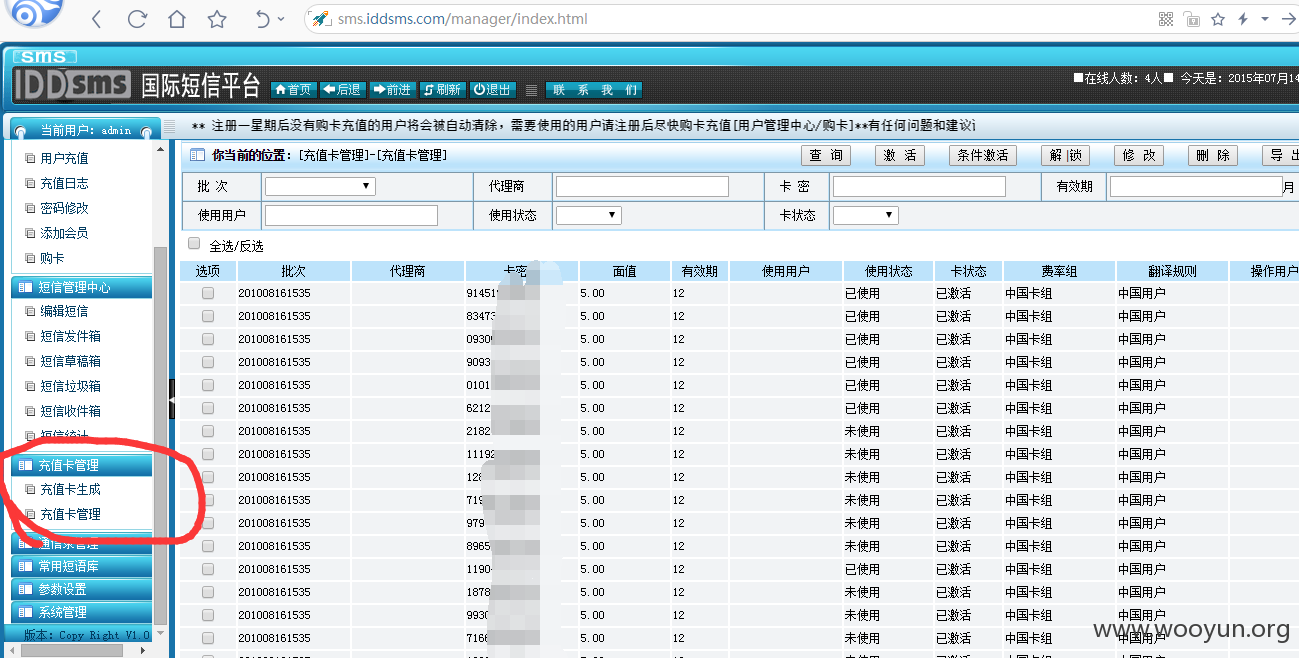 sms.iddsms.com/manager/index.html
sms
IDDsms 国际短信平台 首页 后退 前进 刷新 退出 联 系 我 们
■在线人数: 4人■ 今天是: 2015年07月14
当前用户: admin
** 注册一星期后没有购卡充值的用户将会被自动清除，需要使用的用户请注册后尽快购卡充值[用户管理中心/购卡]**有任何问题和建议
用户充值
充值日志
密码修改
添加会员
购卡
短信管理中心
编辑短信
短信发件箱
短信草稿箱
短信垃圾箱
短信收件箱
短信统计
充值卡管理
充值卡生成
充值卡管理
通信录管理
常用短语库
参数设置
系统管理
版本: Copy Right V1.0
你当前的位置: [充值卡管理]-[充值卡管理] 查 询 激 活 条件激活 解|锁 修 改 删 除 导 出
批 次 代理商 卡 密 有效期 月
使用用户 使用状态 卡状态
全选/反选
选项 批次 代理商 卡密 面值 有效期 使用用户 使用状态 卡状态 费率组 翻译规则 操作用户
201008161535 91451 5.00 12 已使用 已激活 中国卡组 中国用户
201008161535 83473 5.00 12 已使用 已激活 中国卡组 中国用户
201008161535 0930 5.00 12 已使用 已激活 中国卡组 中国用户
201008161535 9093 5.00 12 已使用 已激活 中国卡组 中国用户
201008161535 0101 5.00 12 已使用 已激活 中国卡组 中国用户
201008161535 6212 5.00 12 已使用 已激活 中国卡组 中国用户
201008161535 2182 5.00 12 未使用 已激活 中国卡组 中国用户
201008161535 1119 5.00 12 未使用 已激活 中国卡组 中国用户
201008161535 128 5.00 12 未使用 已激活 中国卡组 中国用户
201008161535 719 5.00 12 未使用 已激活 中国卡组 中国用户
201008161535 979 5.00 12 未使用 已激活 中国卡组 中国用户
201008161535 8965 5.00 12 未使用 已激活 中国卡组 中国用户
201008161535 1190 5.00 12 已使用 已激活 中国卡组 中国用户
201008161535 1878 5.00 12 未使用 已激活 中国卡组 中国用户
201008161535 9930 5.00 12 未使用 已激活 中国卡组 中国用户
201008161535 716 5.00 12 未使用 已激活 中国卡组 中国用户
www.wooyun.org